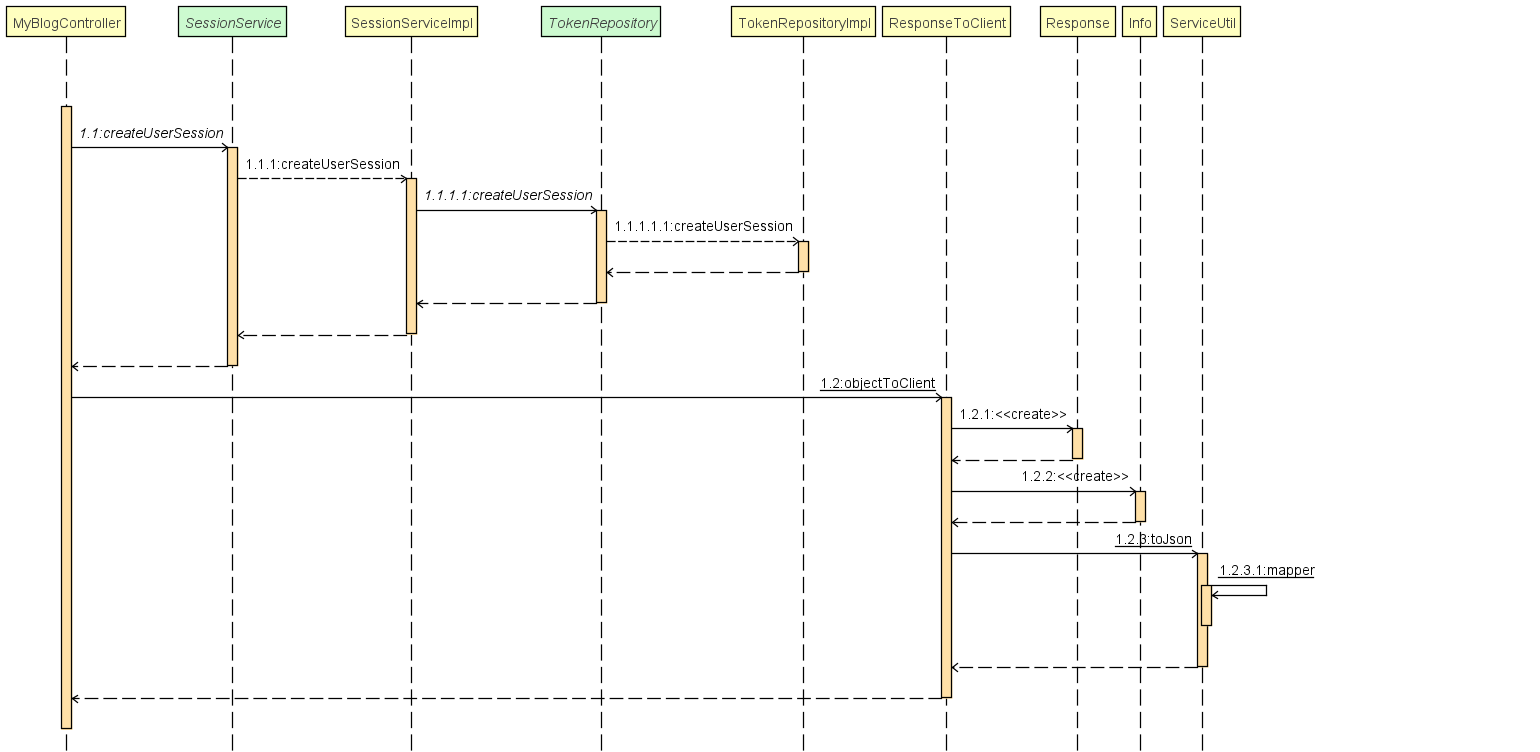 MyBlogController
SessionService
SessionServiceImpl
TokenRepository
TokenRepositoryImpl
ResponseToClient
Response
Info
ServiceUtil
1.1:createUserSession
1.1.1:createUserSession
1.1.1.1:createUserSession
1.1.1.1.1:createUserSession
1.2:objectToClient
1.2.1:<<create>>
1.2.2:<<create>>
1.2.3:toJson
1.2.3.1:mapper